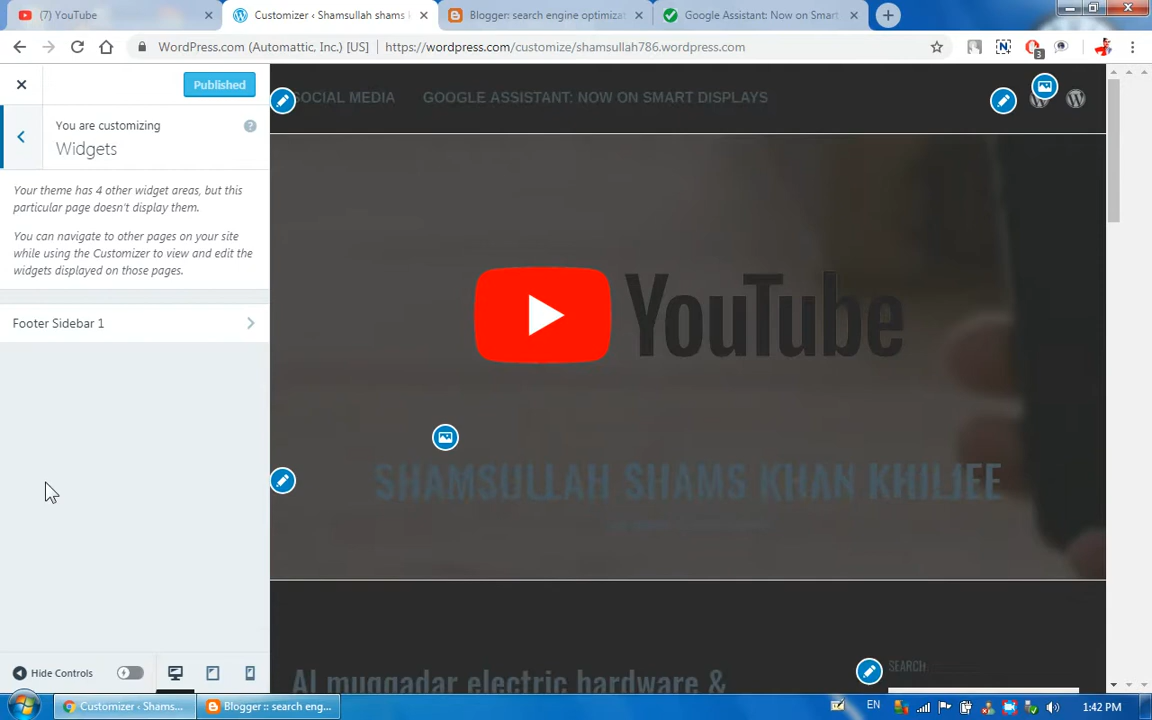 (7) YouTube
Customizer ‹ Shamsullah shams k
Blogger: search engine optimizat
Google Assistant: Now on Smart
WordPress.com (Automattic, Inc.) [US]
https://wordpress.com/customize/shamsullah786.wordpress.com
3
Published
You are customizing
Widgets
Your theme has 4 other widget areas, but this
particular page doesn't display them.
You can navigate to other pages on your site
while using the Customizer to view and edit the
widgets displayed on those pages.
Footer Sidebar 1
Hide Controls
SOCIAL MEDIA
GOOGLE ASSISTANT: NOW ON SMART DISPLAYS
YouTube
SHAMSULLAH SHAMS KHAN KHILJEE
Al muqqadar electric hardware &
SEARCH
Customizer ‹ Shams...
Blogger :: search eng...
EN
1:42 PM